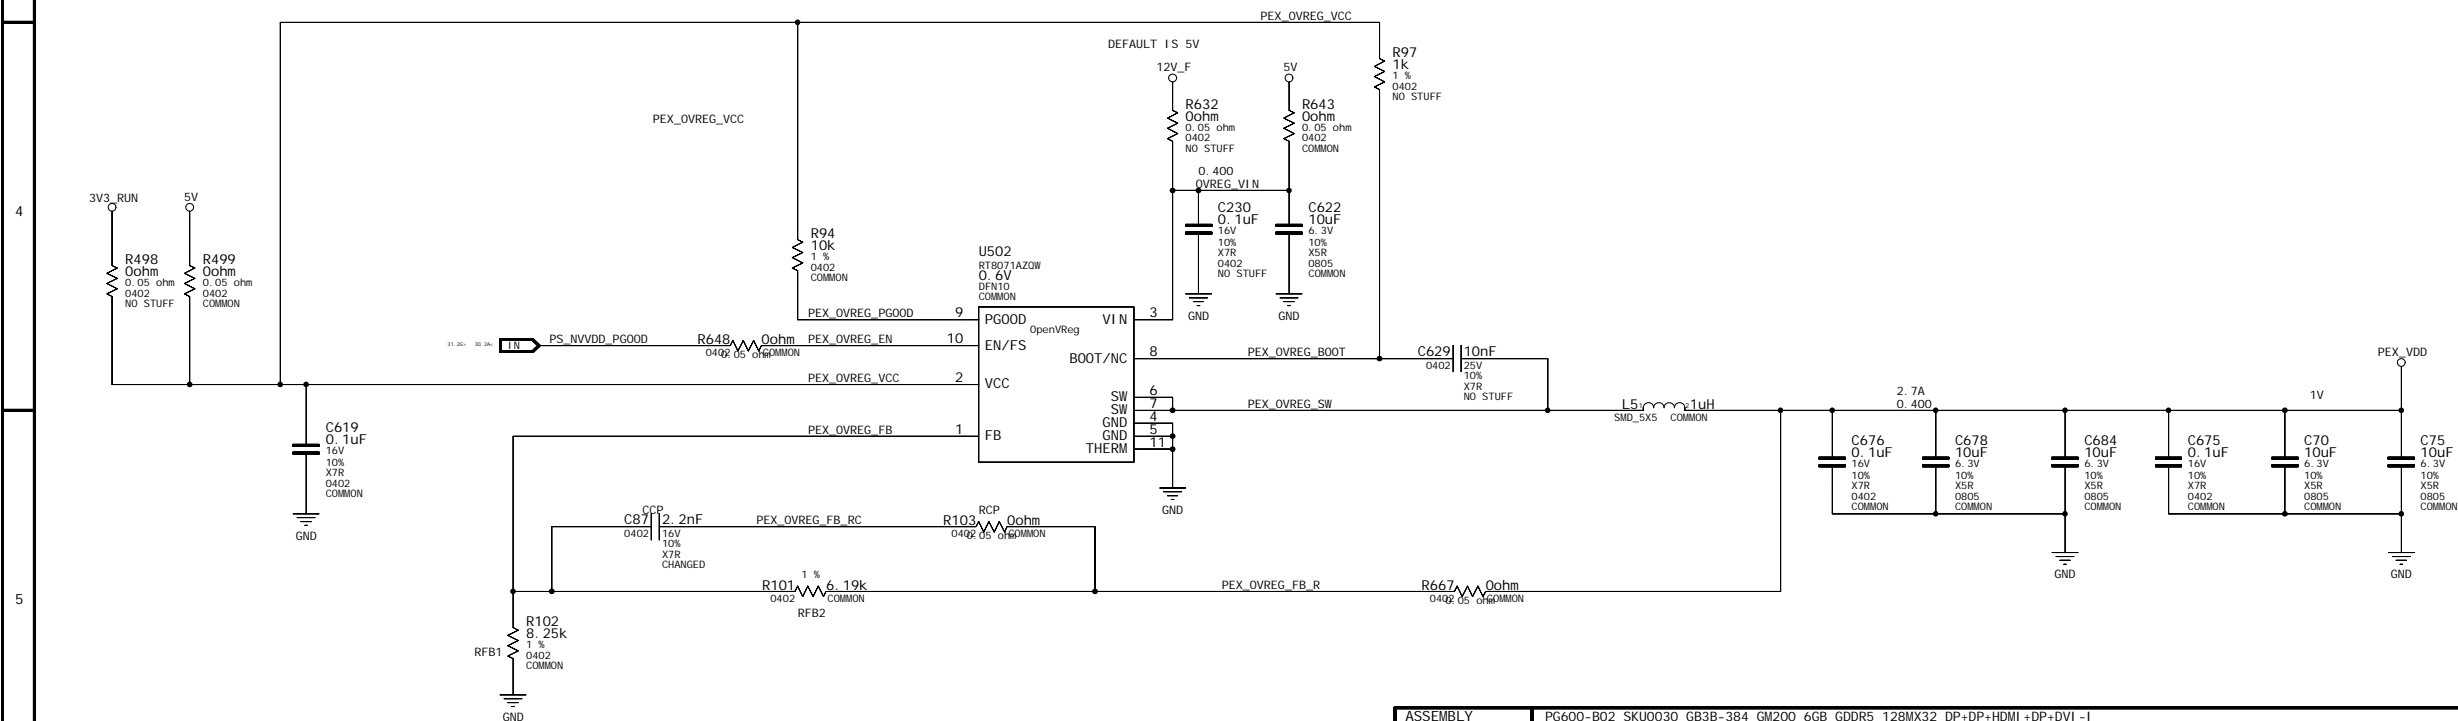 PEX_OVREG_VCC
DEFAULT IS 5V
12V_F
5V
R97
1k
1 %
0402
NO STUFF
R632
0ohm
0.05 ohm
0402
NO STUFF
R643
0ohm
0.05 ohm
0402
COMMON
PEX_OVREG_VCC
0.400
OVREG_VIN
3V3_RUN
5V
4
C230
0.1uF
16V
10%
X7R
0402
NO STUFF
C622
10uF
6.3V
10%
X5R
0805
COMMON
R94
10k
1 %
0402
COMMON
R498
0ohm
0.05 ohm
0402
NO STUFF
R499
0ohm
0.05 ohm
0402
COMMON
U502
RT8071AZQW
0.6V
DFN10
COMMON
GND
GND
PEX_OVREG_PGOOD
9
PGOOD
VIN
3
OpenVReg
PS_NVVDD_PGOOD
IN
R648
0ohm
0402
0.05 ohm
COMMON
PEX_OVREG_EN
10
EN/FS
BOOT/NC
8
PEX_OVREG_BOOT
C629
10nF
0402
25V
10%
X7R
NO STUFF
PEX_VDD
PEX_OVREG_VCC
2
VCC
SW
6
SW
7
PEX_OVREG_SW
L5
1uH
SMD_5X5
COMMON
2.7A
0.400
1V
GND
4
GND
5
THERM
11
PEX_OVREG_FB
1
FB
C619
0.1uF
16V
10%
X7R
0402
COMMON
GND
C676
0.1uF
16V
10%
X7R
0402
COMMON
C678
10uF
6.3V
10%
X5R
0805
COMMON
C684
10uF
6.3V
10%
X5R
0805
COMMON
C675
0.1uF
16V
10%
X7R
0402
COMMON
C70
10uF
6.3V
10%
X5R
0805
COMMON
C75
10uF
6.3V
10%
X5R
0805
COMMON
GND
GND
GND
CCP
C87
2.2nF
0402
16V
10%
X7R
CHANGED
PEX_OVREG_FB_RC
RCP
R103
0ohm
0402
0.05 ohm
COMMON
5
1 %
R101
6.19k
0402
COMMON
RFB2
PEX_OVREG_FB_R
R667
0ohm
0402
0.05 ohm
COMMON
R102
8.25k
1 %
0402
COMMON
RFB1
GND
ASSEMBLY
PG600-B02 SKU0030 GB3B-384 GM200 6GB GDDR5 128MX32 DP+DP+HDMI+DP+DVI-I